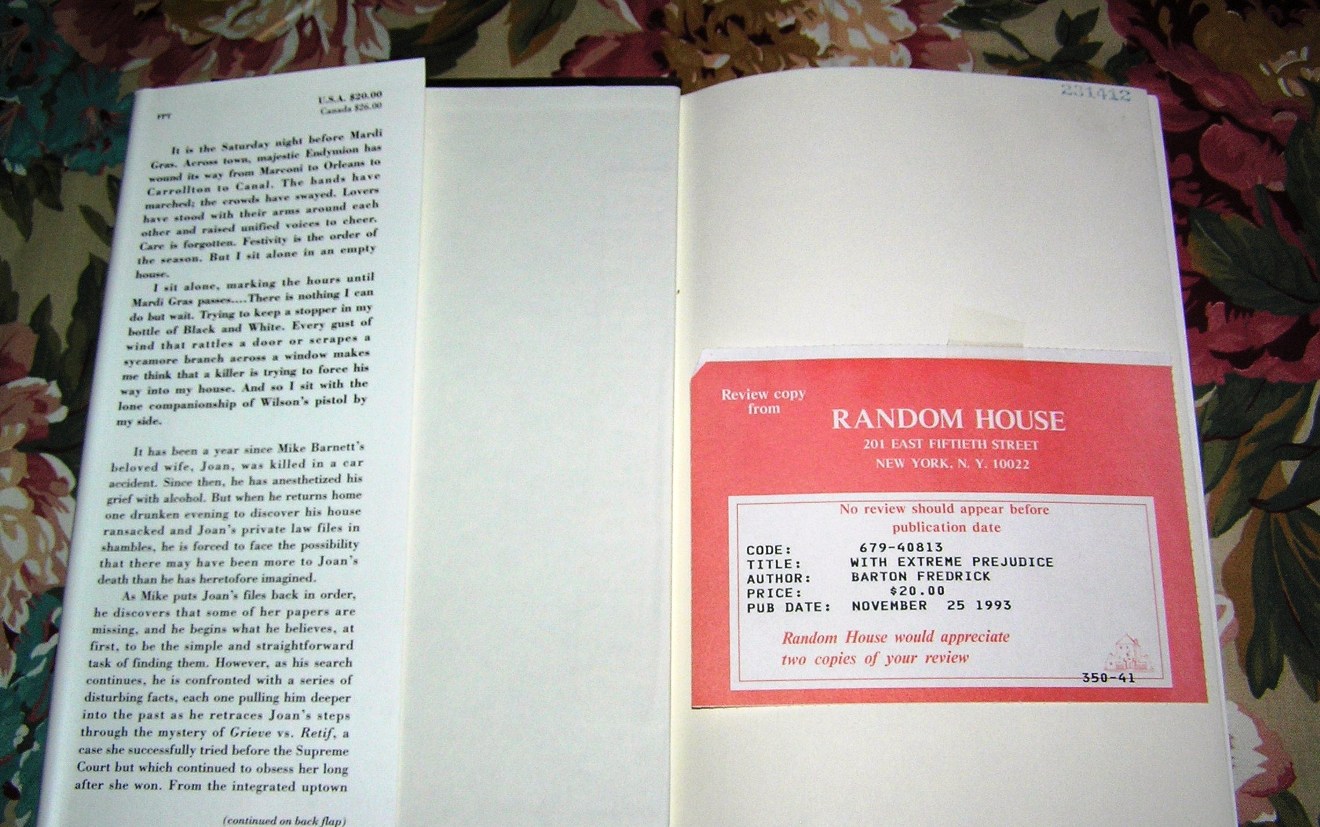 U.S.A. $20.00
Canada $26.00
FPT
It is the Saturday night before Mardi
Gras. Across town, majestic Endymion has
wound its way from Marconi to Orleans to
Carrollton to Canal. The bands have
marched; the crowds have swayed. Lovers
have stood with their arms around each
other and raised unified voices to cheer.
Care is forgotten. Festivity is the order of
the season. But I sit alone in an empty
house.
I sit alone, marking the hours until
Mardi Gras passes....There is nothing I can
do but wait. Trying to keep a stopper in my
bottle of Black and White. Every gust of
wind that rattles a door or scrapes a
sycamore branch across a window makes
me think that a killer is trying to force his
way into my house. And so I sit with the
lone companionship of Wilson's pistol by
my side.
It has been a year since Mike Barnett's
beloved wife, Joan, was killed in a car
accident. Since then, he has anesthetized his
grief with alcohol. But when he returns home
one drunken evening to discover his house
ransacked and Joan's private law files in
shambles, he is forced to face the possibility
that there may have been more to Joan's
death than he has heretofore imagined.
As Mike puts Joan's files back in order,
he discovers that some of her papers are
missing, and he begins what he believes, at
first, to be the simple and straightforward
task of finding them. However, as his search
continues, he is confronted with a series of
disturbing facts, each one pulling him deeper
into the past as he retraces Joan's steps
through the mystery of Grieve vs. Retif, a
case she successfully tried before the Supreme
Court but which continued to obsess her long
after she won. From the integrated uptown
(continued on back flap)
231412
Review copy
from
RANDOM HOUSE
201 EAST FIFTIETH STREET
NEW YORK, N. Y. 10022
No review should appear before
publication date
CODE: 679-40813
TITLE: WITH EXTREME PREJUDICE
AUTHOR: BARTON FREDRICK
PRICE: $20.00
PUB DATE: NOVEMBER 25 1993
Random House would appreciate
two copies of your review
350-41